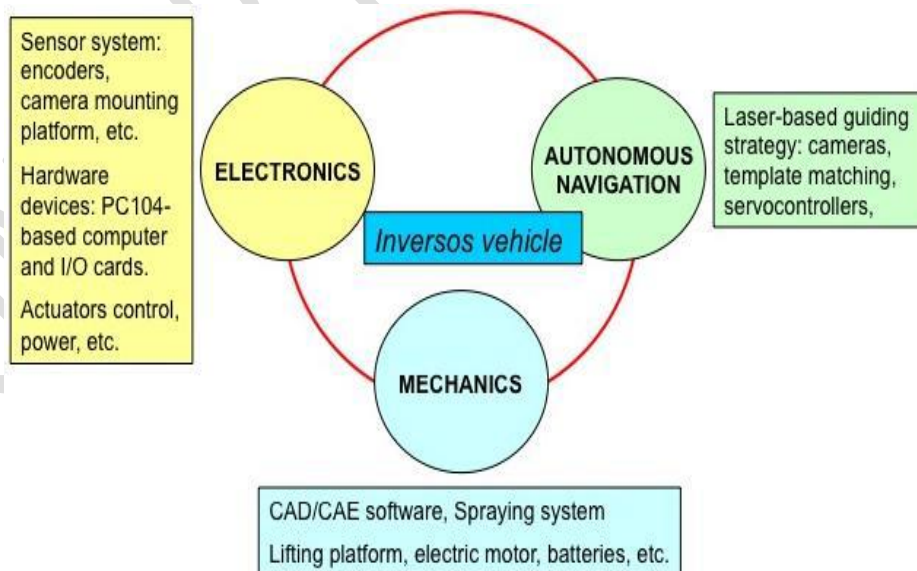 Sensor system:
encoders,
camera mounting
platform, etc.
Hardware
devices: PC104-
based computer
and I/O cards.
Actuators control,
power, etc.
ELECTRONICS
AUTONOMOUS
NAVIGATION
Laser-based guiding
strategy: cameras,
template matching,
servocontrollers,
Inversos vehicle
MECHANICS
CAD/CAE software, Spraying system
Lifting platform, electric motor, batteries, etc.